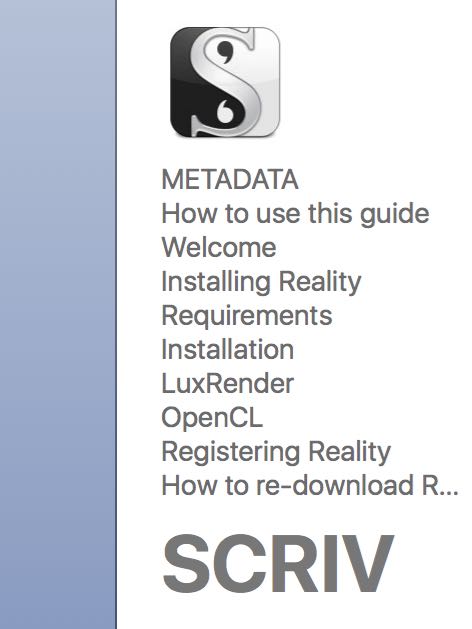 METADATA
How to use this guide
Welcome
Installing Reality
Requirements
Installation
LuxRender
OpenCL
Registering Reality
How to re-download R...
SCRIV